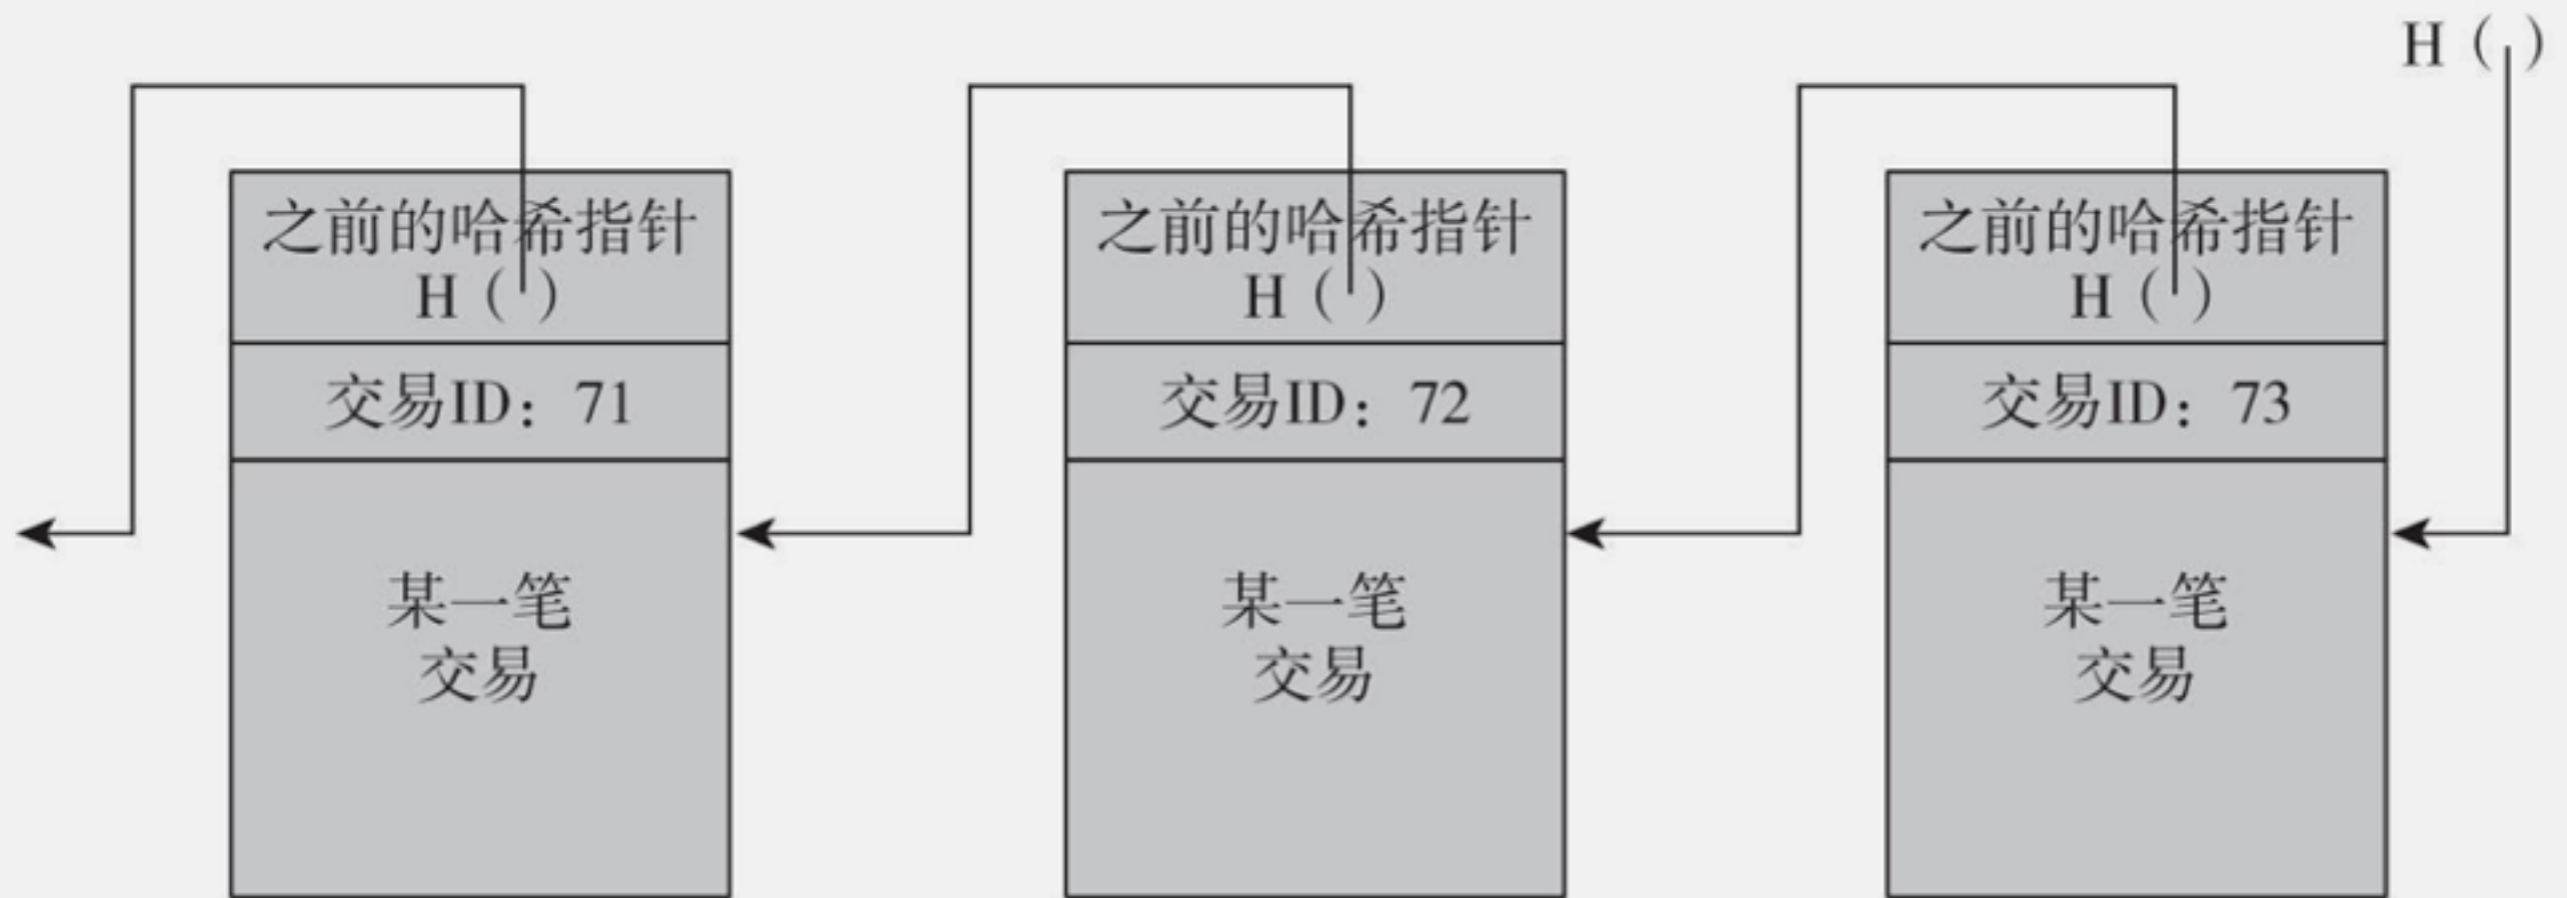 H（ ）
之前的哈希指针
H（ ）
交易ID：71
某一笔
交易
之前的哈希指针
H（ ）
交易ID：72
某一笔
交易
之前的哈希指针
H（ ）
交易ID：73
某一笔
交易